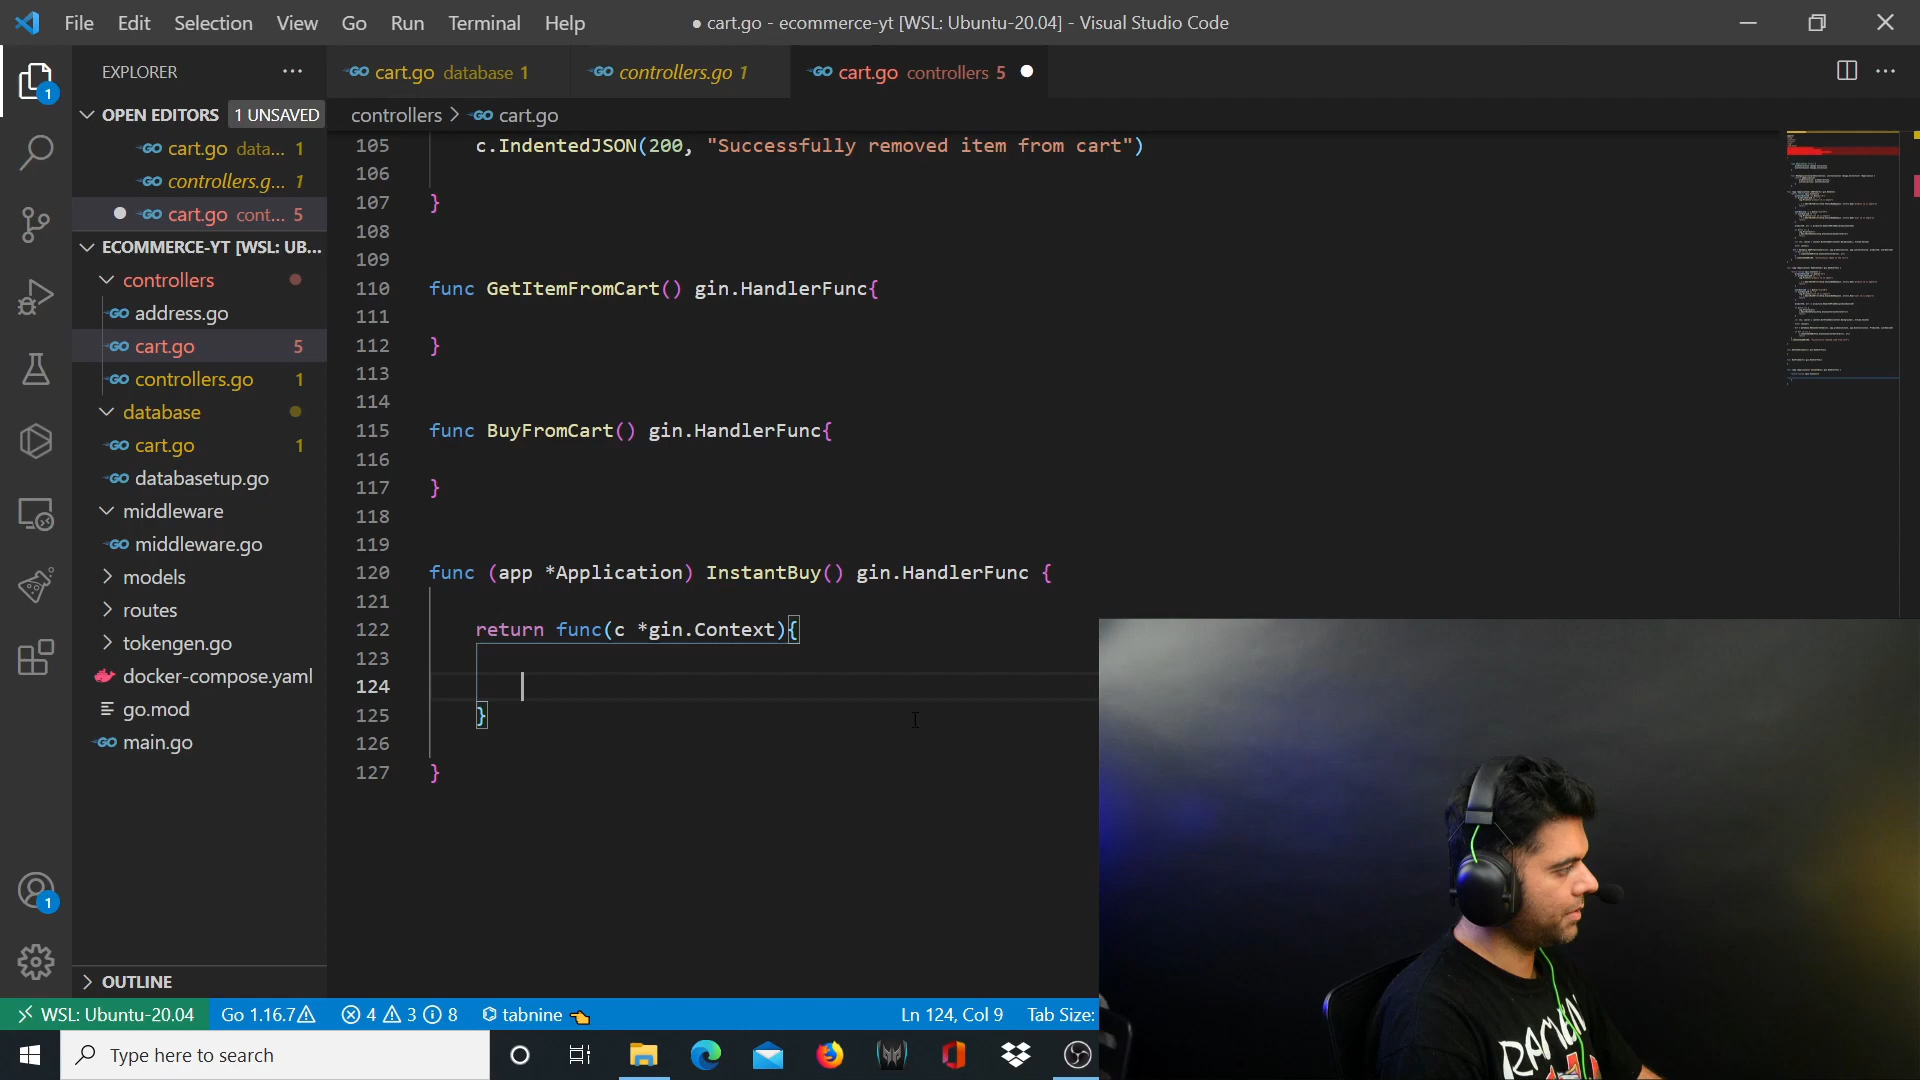 File Edit Selection View Go Run Terminal Help
● cart.go - ecommerce-yt [WSL: Ubuntu-20.04] - Visual Studio Code
EXPLORER
cart.go database 1
controllers.go 1
cart.go controllers 5
OPEN EDITORS 1 UNSAVED
cart.go data... 1
controllers.g... 1
cart.go cont... 5
ECOMMERCE-YT [WSL: UB...
controllers
address.go
cart.go 5
controllers.go 1
database
cart.go 1
databasetup.go
middleware
middleware.go
models
routes
tokengen.go
docker-compose.yaml
go.mod
main.go
OUTLINE
controllers > cart.go
105 c.IndentedJSON(200, "Successfully removed item from cart")
106
107 }
108
109
110 func GetItemFromCart() gin.HandlerFunc{
111
112 }
113
114
115 func BuyFromCart() gin.HandlerFunc{
116
117 }
118
119
120 func (app *Application) InstantBuy() gin.HandlerFunc {
121
122 return func(c *gin.Context){
123
124
125 }
126
127 }
1
1
WSL: Ubuntu-20.04 Go 1.16.7 4 3 8 tabnine Ln 124, Col 9 Tab Size:
Type here to search
RAMEN